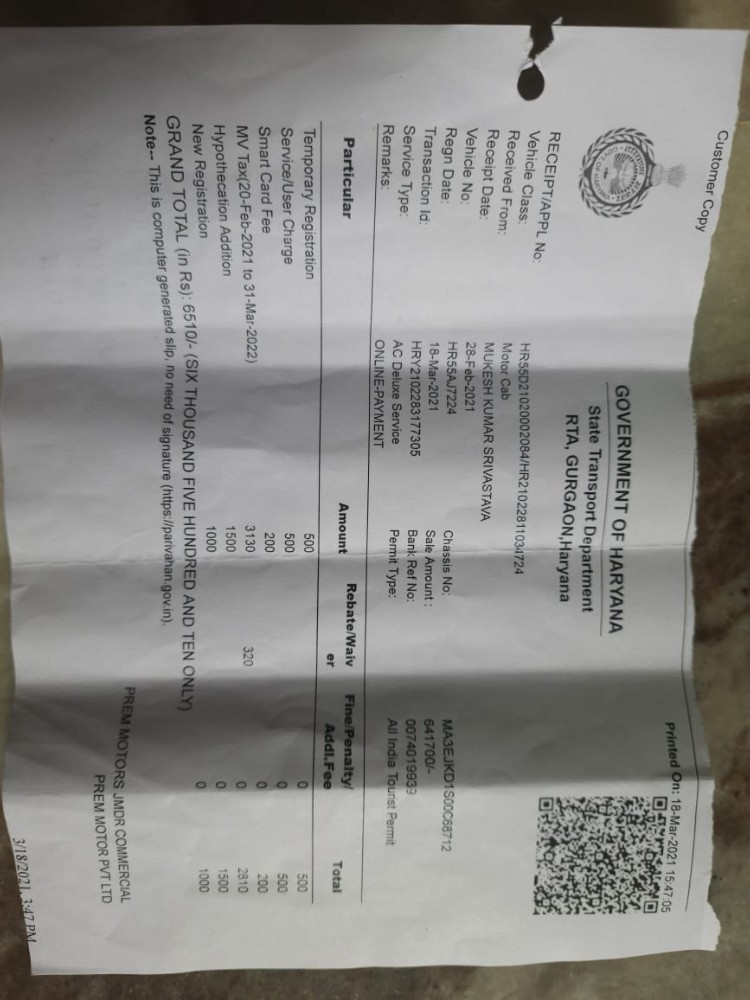 Customer Copy
Printed On: 18-Mar-2021 15:47:05
GOVERNMENT OF HARYANA
State Transport Department
RTA, GURGAON,Haryana
RECEIPT/APPL No: HR55D21020002084/HR21022811034724
Vehicle Class: Motor Cab
Received From: MUKESH KUMAR SRIVASTAVA
Receipt Date: 28-Feb-2021
Vehicle No: HR55AJ7224 Chassis No: MA3EJKD1S00C68712
Regn Date: 18-Mar-2021 Sale Amount : 641700/-
Transaction Id: HRY2102283177305 Bank Ref No: 0074019939
Service Type: AC Deluxe Service Permit Type: All India Tourist Permit
Remarks: ONLINE-PAYMENT
Particular Amount Rebate/Waiver Fine/Penalty/Addl.Fee Total
Temporary Registration 500 0 500
Service/User Charge 500 0 500
Smart Card Fee 200 0 200
MV Tax(20-Feb-2021 to 31-Mar-2022) 3130 320 0 2810
Hypothecation Addition 1500 0 1500
New Registration 1000 0 1000
GRAND TOTAL (in Rs): 6510/- (SIX THOUSAND FIVE HUNDRED AND TEN ONLY)
Note-- This is computer generated slip, no need of signature (https://parivahan.gov.in).
PREM MOTORS JMDR COMMERCIAL
PREM MOTOR PVT LTD
3/18/2021, 3:47 PM